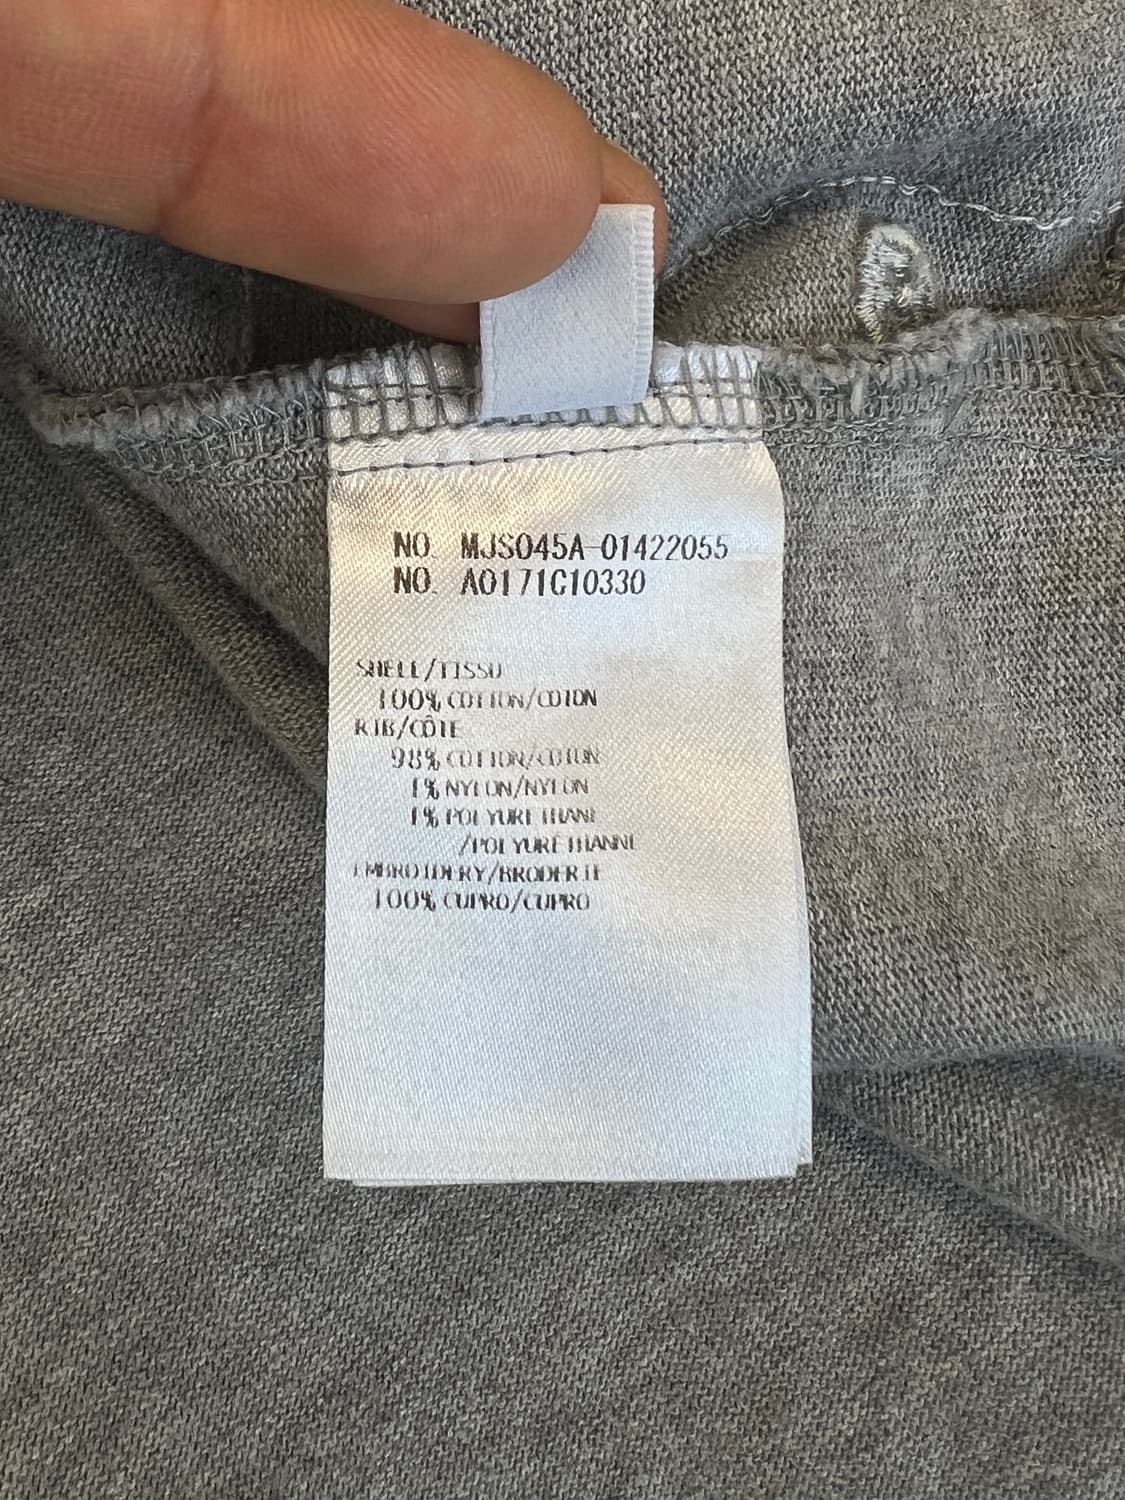 NO. MJS045A-01422055
NO. A0171C10330
SHELL/TISSU
100% COTTON/COTON
RIB/CÔTE
98% COTTON/COTON
1% NYLON/NYLON
1% POLYURETHANE
/POLYURÉTHANNE
EMBROIDERY/BRODERIE
100% CUPRO/CUPRO